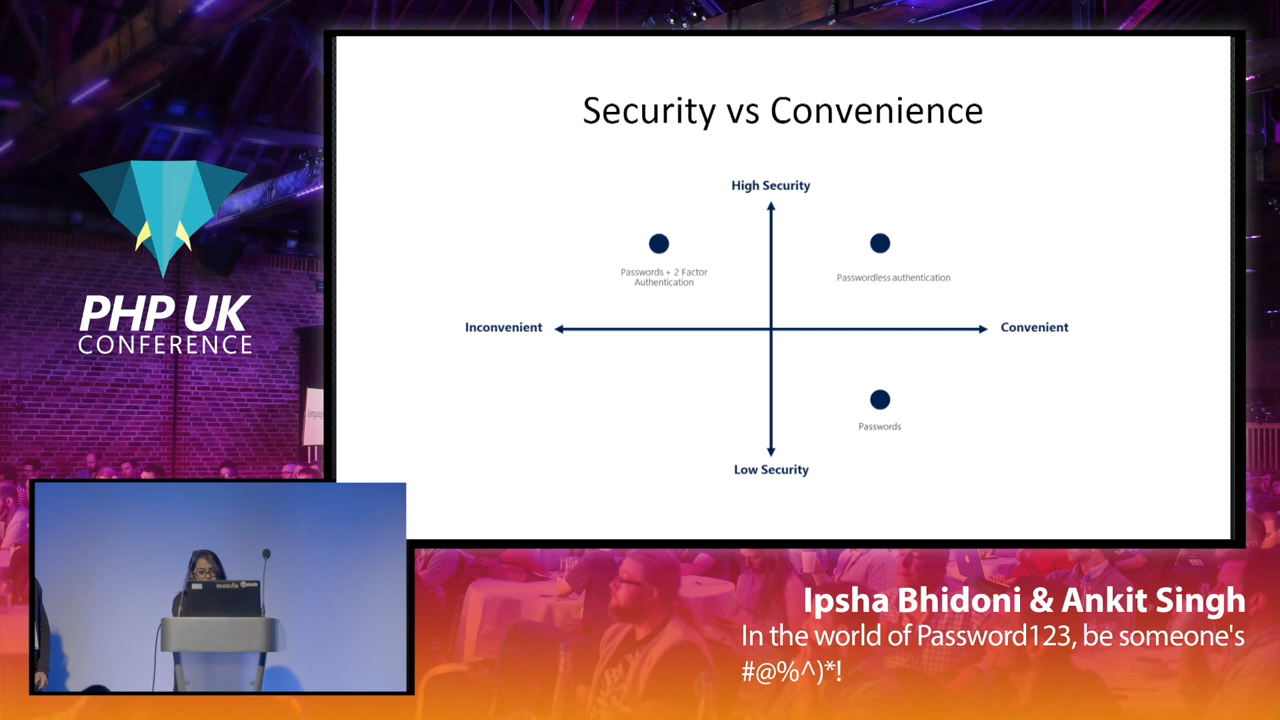 Security vs Convenience
High Security
Passwords + 2 Factor
Authentication
Passwordless authentication
Inconvenient
Convenient
Passwords
Low Security
PHP UK
CONFERENCE
mozilla
Ipsha Bhidoni & Ankit Singh
In the world of Password123, be someone's
#@%^)*!